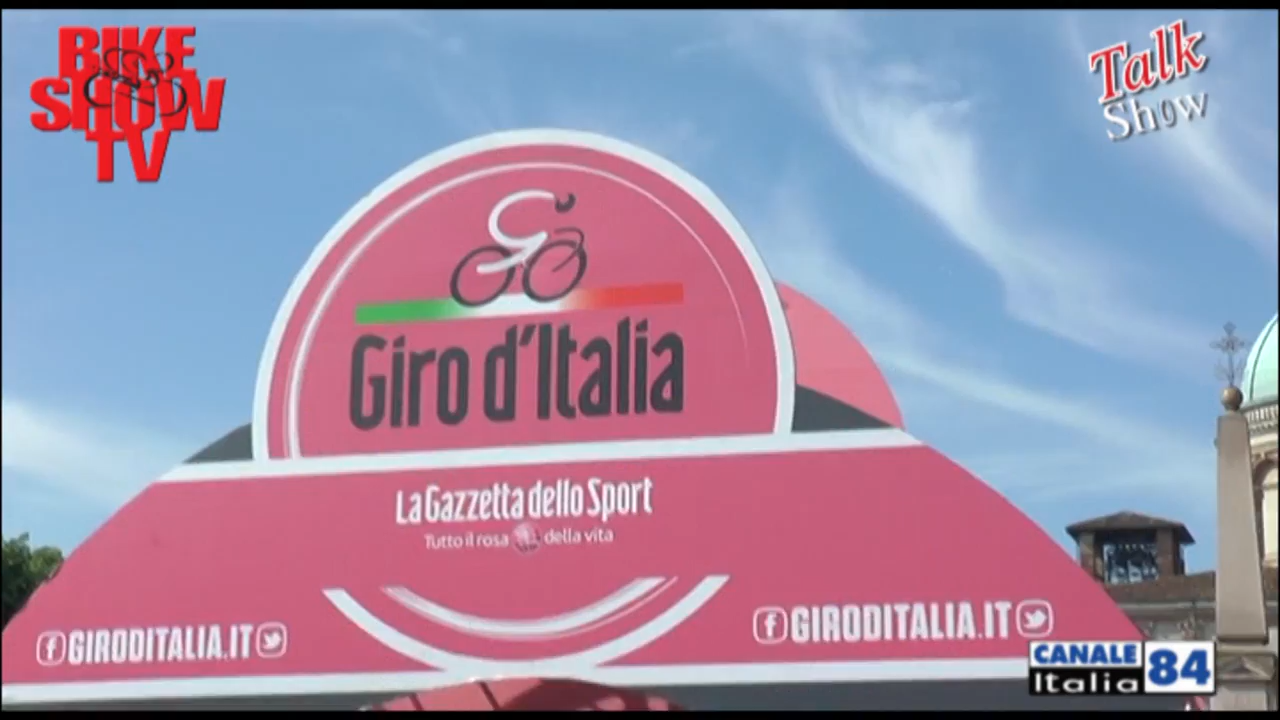 BIKE
SHOW
TV
Talk
Show
Giro d'Italia
La Gazzetta dello Sport
Tutto il rosa della vita
f GIRODITALIA.IT
f GIRODITALIA.IT
CANALE
Italia 84